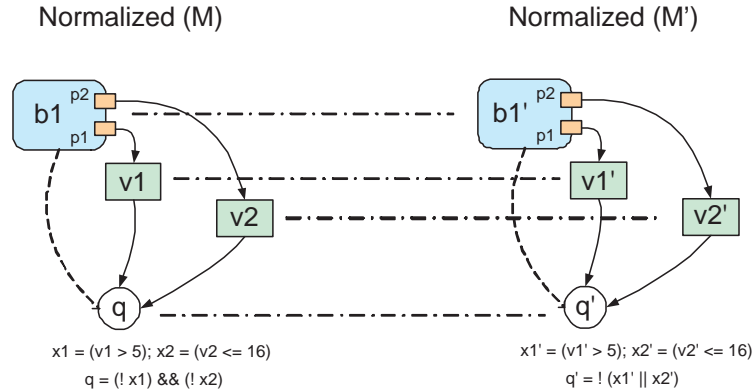 Normalized (M)
Normalized (M’)
b1
p2
p1
b1'
p2
p1
v1
v1'
v2
v2'
q
q'
x1 = (v1 > 5); x2 = (v2 <= 16)
q = (! x1) && (! x2)
x1' = (v1' > 5); x2' = (v2' <= 16)
q' = ! (x1' || x2')